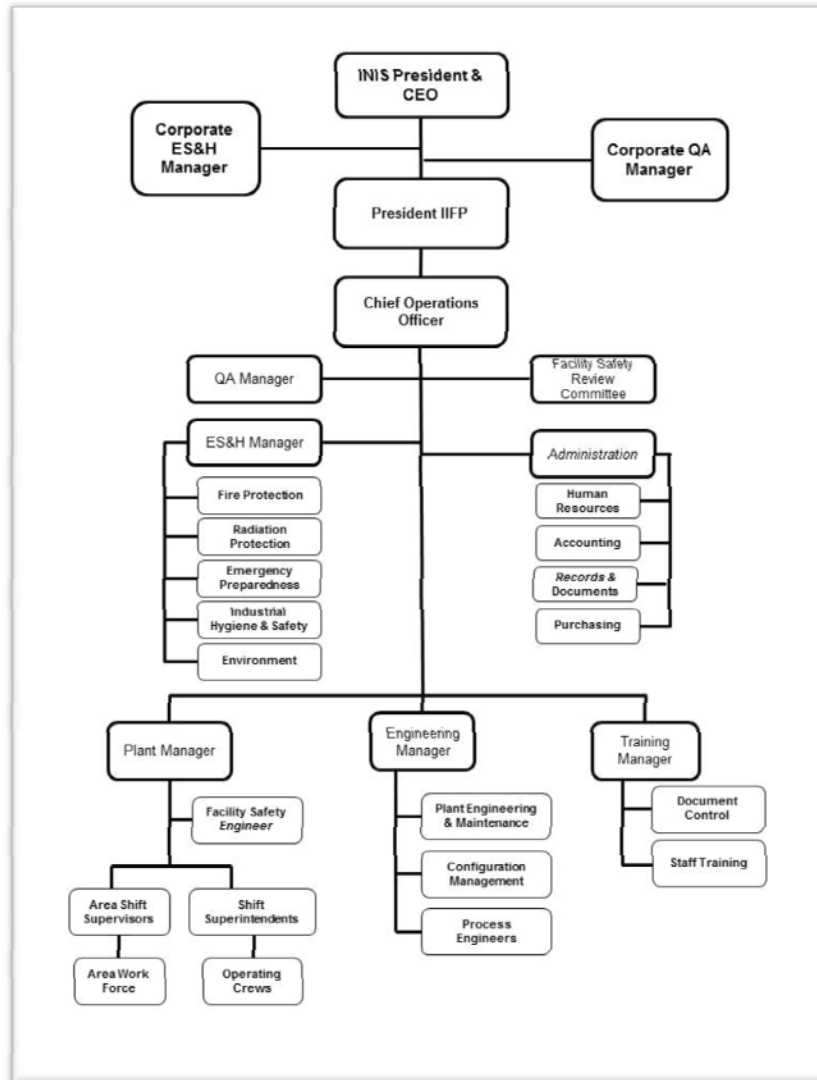 INIS President &
CEO
Corporate
ES&H
Manager
Corporate QA
Manager
President IIFP
Chief Operations
Officer
QA Manager
Facility Safety
Review
Committee
ES&H Manager
Administration
Fire Protection
Human
Resources
Radiation
Protection
Accounting
Emergency
Preparedness
Records &
Documents
Industrial
Hygiene & Safety
Purchasing
Environment
Plant Manager
Engineering
Manager
Training
Manager
Facility Safety
Engineer
Plant Engineering
& Maintenance
Document
Control
Configuration
Management
Staff Training
Area Shift
Supervisors
Shift
Superintendents
Process
Engineers
Area Work
Force
Operating
Crews